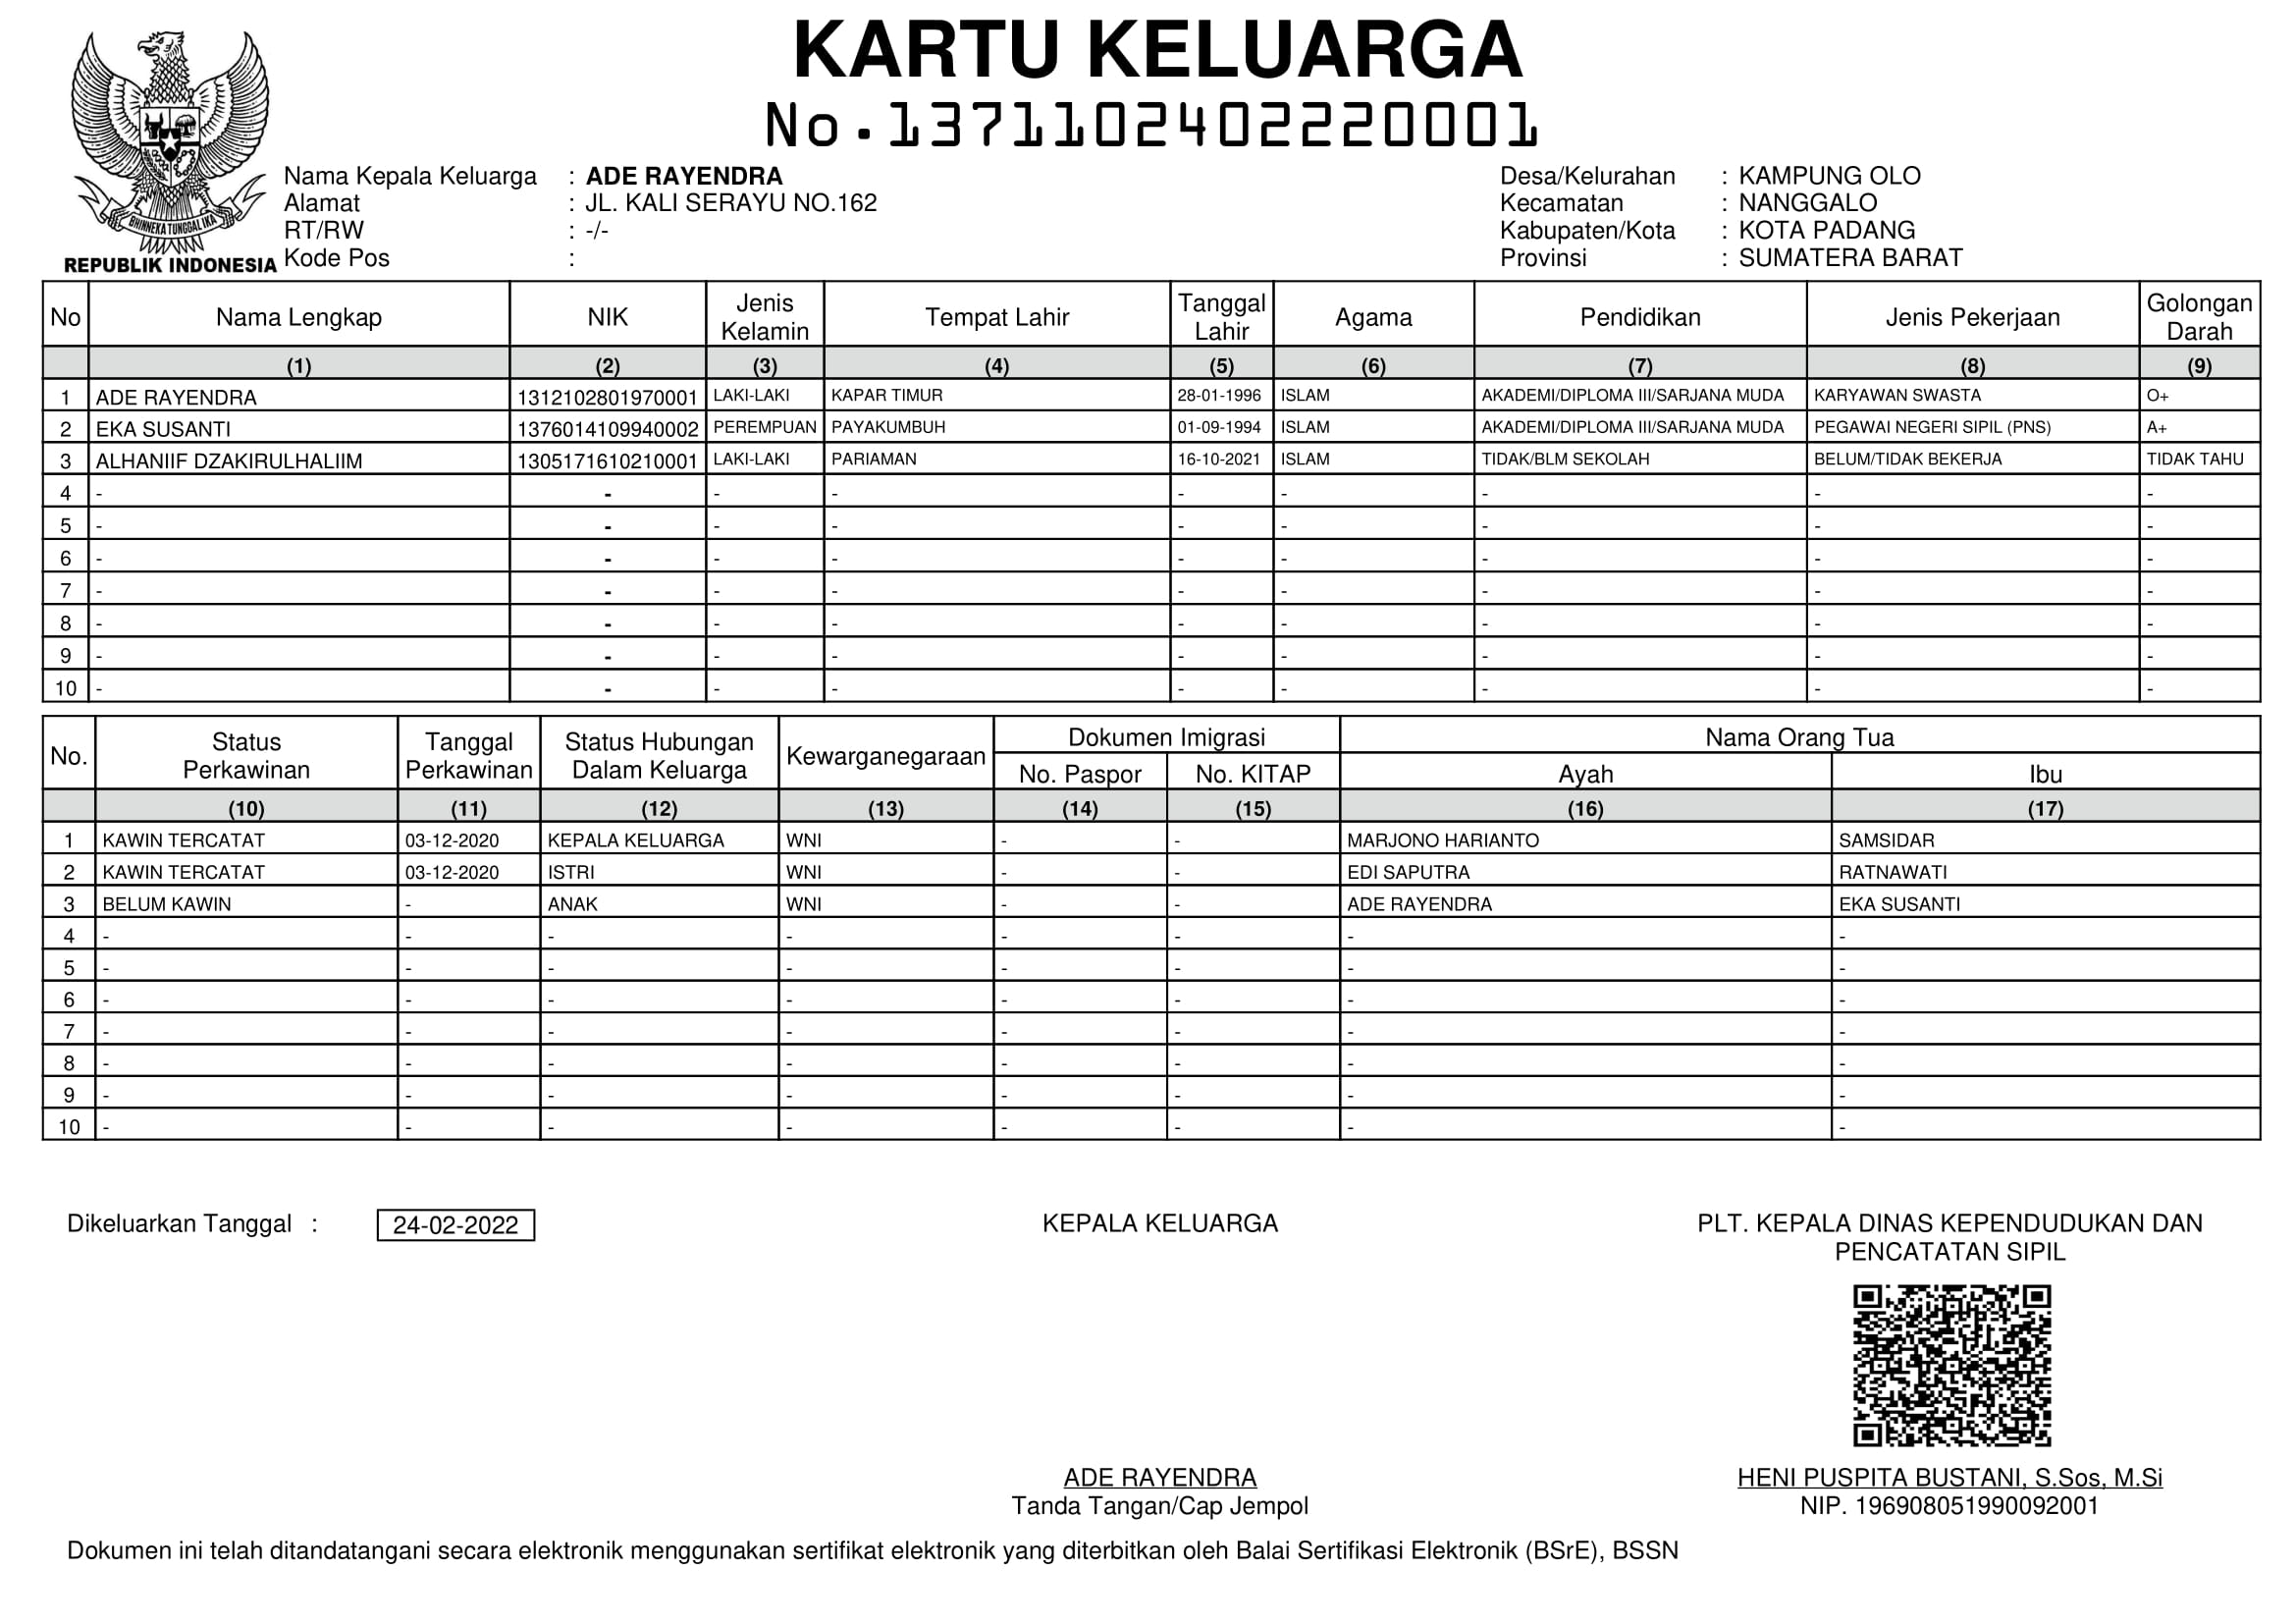 KARTU KELUARGA
No.1371102402220001
BHINNEKA TUNGGAL IKA
REPUBLIK INDONESIA
Nama Kepala Keluarga : ADE RAYENDRA
Alamat : JL. KALI SERAYU NO.162
RT/RW : -/-
Kode Pos :
Desa/Kelurahan : KAMPUNG OLO
Kecamatan : NANGGALO
Kabupaten/Kota : KOTA PADANG
Provinsi : SUMATERA BARAT
No Nama Lengkap NIK Jenis Kelamin Tempat Lahir Tanggal Lahir Agama Pendidikan Jenis Pekerjaan Golongan Darah
(1) (2) (3) (4) (5) (6) (7) (8) (9)
1 ADE RAYENDRA 1312102801970001 LAKI-LAKI KAPAR TIMUR 28-01-1996 ISLAM AKADEMI/DIPLOMA III/SARJANA MUDA KARYAWAN SWASTA O+
2 EKA SUSANTI 1376014109940002 PEREMPUAN PAYAKUMBUH 01-09-1994 ISLAM AKADEMI/DIPLOMA III/SARJANA MUDA PEGAWAI NEGERI SIPIL (PNS) A+
3 ALHANIIF DZAKIRULHALIIM 1305171610210001 LAKI-LAKI PARIAMAN 16-10-2021 ISLAM TIDAK/BLM SEKOLAH BELUM/TIDAK BEKERJA TIDAK TAHU
4 - - - - - - - - -
5 - - - - - - - - -
6 - - - - - - - - -
7 - - - - - - - - -
8 - - - - - - - - -
9 - - - - - - - - -
10 - - - - - - - - -
No. Status Perkawinan Tanggal Perkawinan Status Hubungan Dalam Keluarga Kewarganegaraan Dokumen Imigrasi Nama Orang Tua
No. Paspor No. KITAP Ayah Ibu
(10) (11) (12) (13) (14) (15) (16) (17)
1 KAWIN TERCATAT 03-12-2020 KEPALA KELUARGA WNI - - MARJONO HARIANTO SAMSIDAR
2 KAWIN TERCATAT 03-12-2020 ISTRI WNI - - EDI SAPUTRA RATNAWATI
3 BELUM KAWIN - ANAK WNI - - ADE RAYENDRA EKA SUSANTI
4 - - - - - - - -
5 - - - - - - - -
6 - - - - - - - -
7 - - - - - - - -
8 - - - - - - - -
9 - - - - - - - -
10 - - - - - - - -
Dikeluarkan Tanggal : 24-02-2022
KEPALA KELUARGA
ADE RAYENDRA
Tanda Tangan/Cap Jempol
PLT. KEPALA DINAS KEPENDUDUKAN DAN
PENCATATAN SIPIL
HENI PUSPITA BUSTANI, S.Sos, M.Si
NIP. 196908051990092001
Dokumen ini telah ditandatangani secara elektronik menggunakan sertifikat elektronik yang diterbitkan oleh Balai Sertifikasi Elektronik (BSrE), BSSN